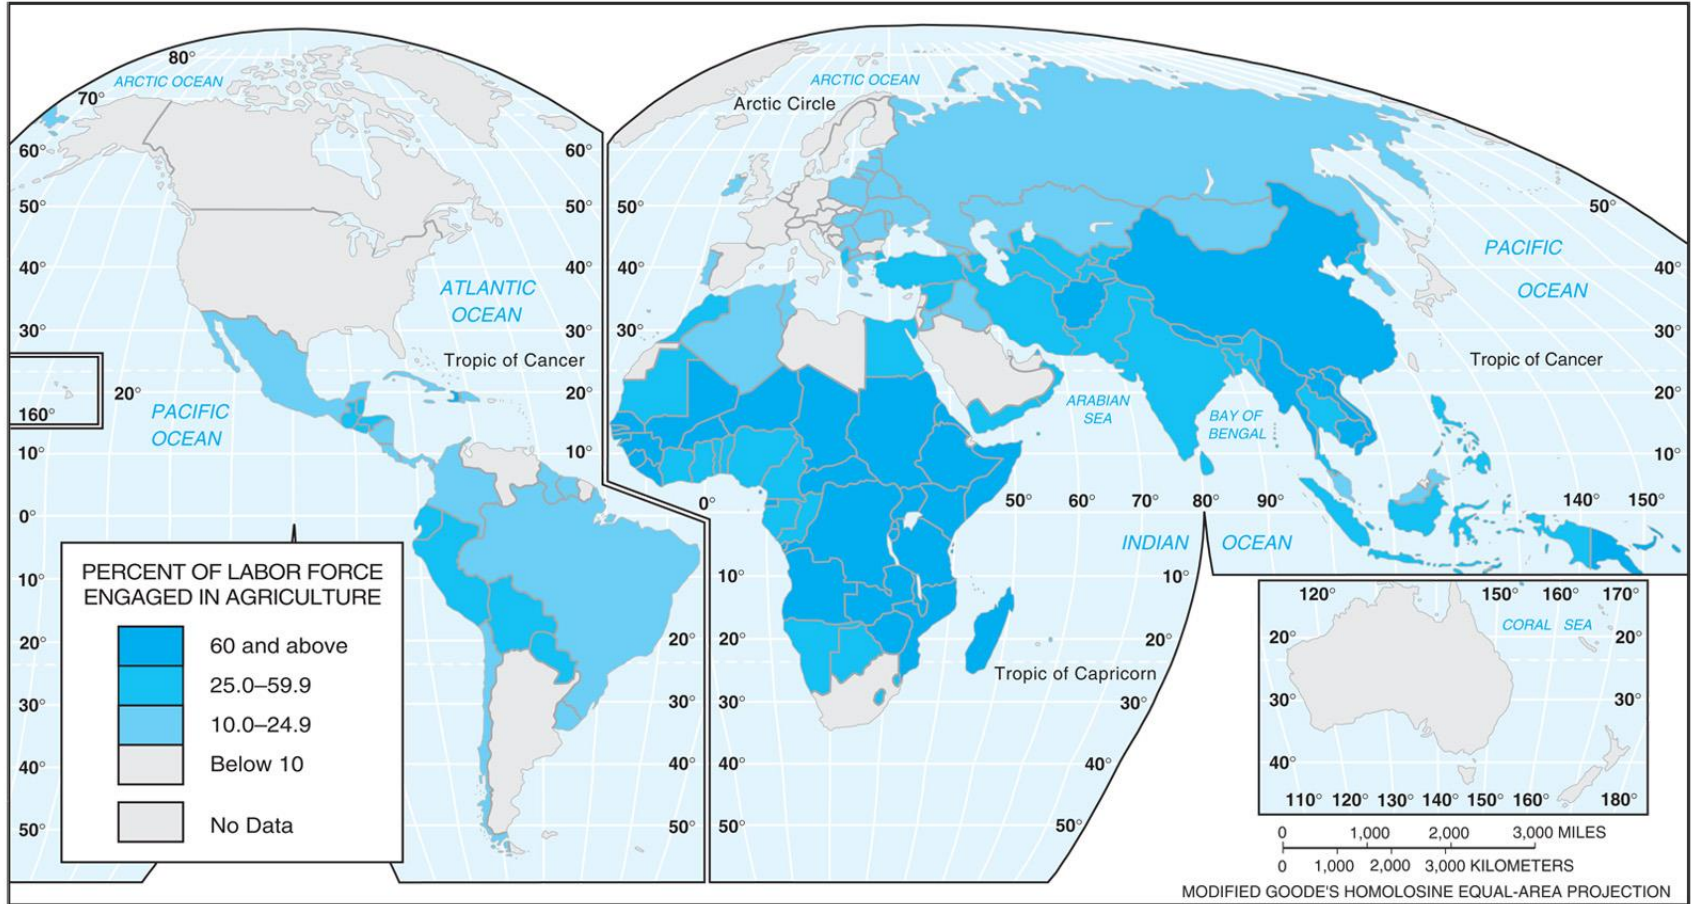 80°
ARCTIC OCEAN
70°
60°
50°
40°
30°
20°
160°
10°
0°
10°
20°
30°
40°
50°
60°
50°
40°
30°
Tropic of Cancer
10°
ATLANTIC
OCEAN
PACIFIC
OCEAN
20°
30°
40°
50°
PERCENT OF LABOR FORCE
ENGAGED IN AGRICULTURE
60 and above
25.0–59.9
10.0–24.9
Below 10
No Data
ARCTIC OCEAN
Arctic Circle
50°
40°
30°
0°
10°
20°
30°
40°
50°
50°
PACIFIC
OCEAN
40°
30°
Tropic of Cancer
20°
10°
ARABIAN
SEA
BAY OF
BENGAL
50° 60° 70° 80° 90° 140° 150°
INDIAN OCEAN
10°
20°
Tropic of Capricorn
30°
40°
50°
120° 150° 160° 170°
CORAL SEA
20° 20°
30° 30°
40°
110° 120° 130° 140° 150° 160° 180°
0 1,000 2,000 3,000 MILES
0 1,000 2,000 3,000 KILOMETERS
MODIFIED GOODE'S HOMOLOSINE EQUAL-AREA PROJECTION